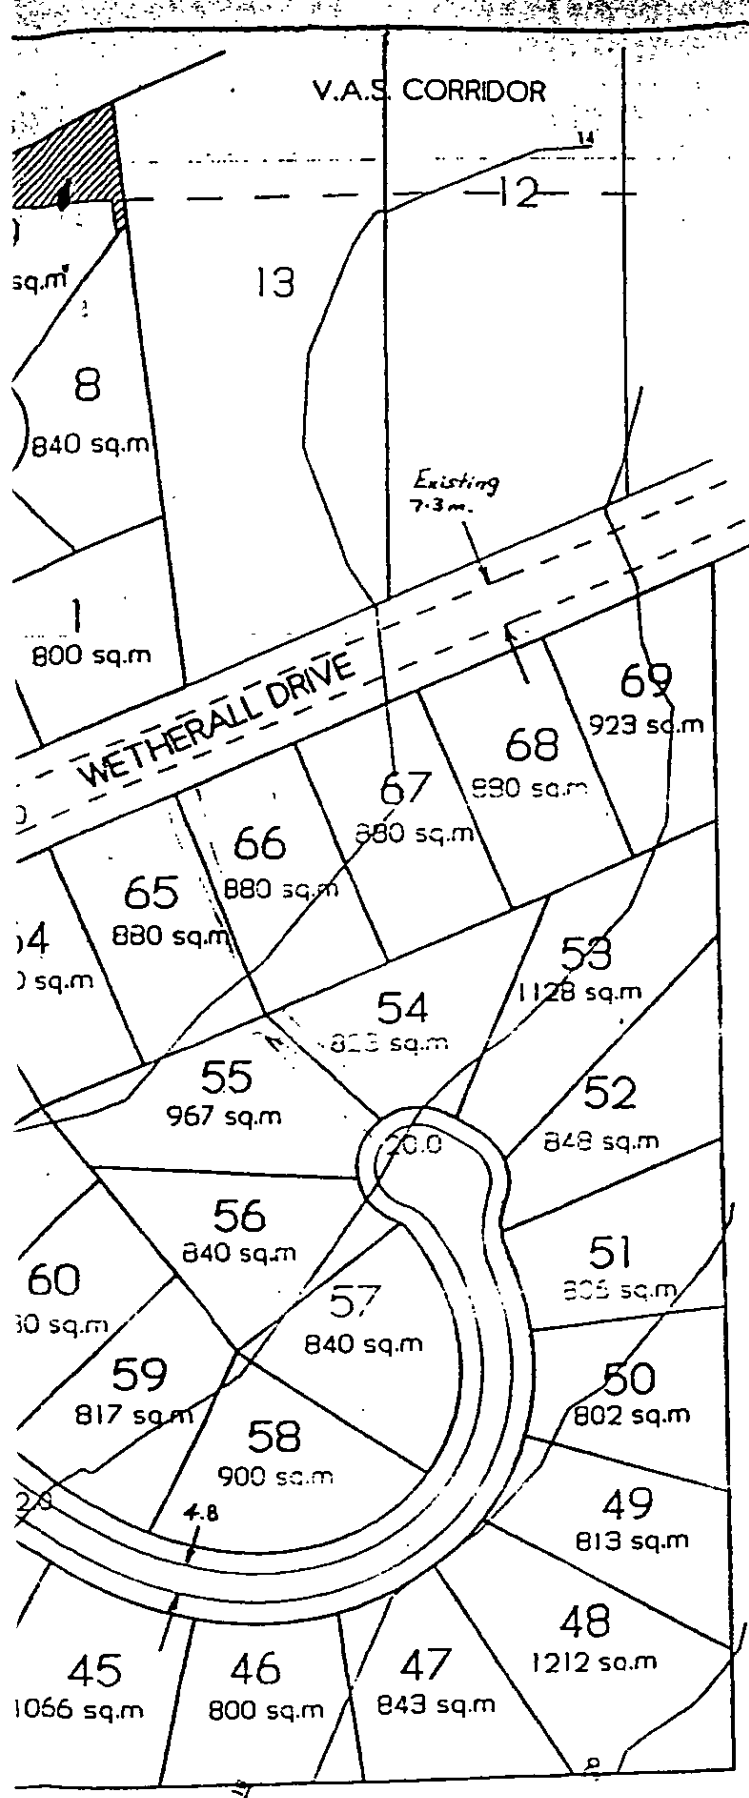 V.A.S. CORRIDOR
14
12
13
sq.m
8
840 sq.m
Existing
7.3 m.
1
800 sq.m
WETHERALL DRIVE
69
923 sq.m
68
880 sq.m
67
880 sq.m
66
880 sq.m
65
880 sq.m
sq.m
53
1128 sq.m
54
sq.m
55
967 sq.m
52
848 sq.m
20.0
56
840 sq.m
51
sq.m
60
sq.m
57
840 sq.m
59
817 sq.m
50
802 sq.m
58
900 sq.m
49
813 sq.m
4.8
48
1212 sq.m
45
1066 sq.m
46
800 sq.m
47
843 sq.m